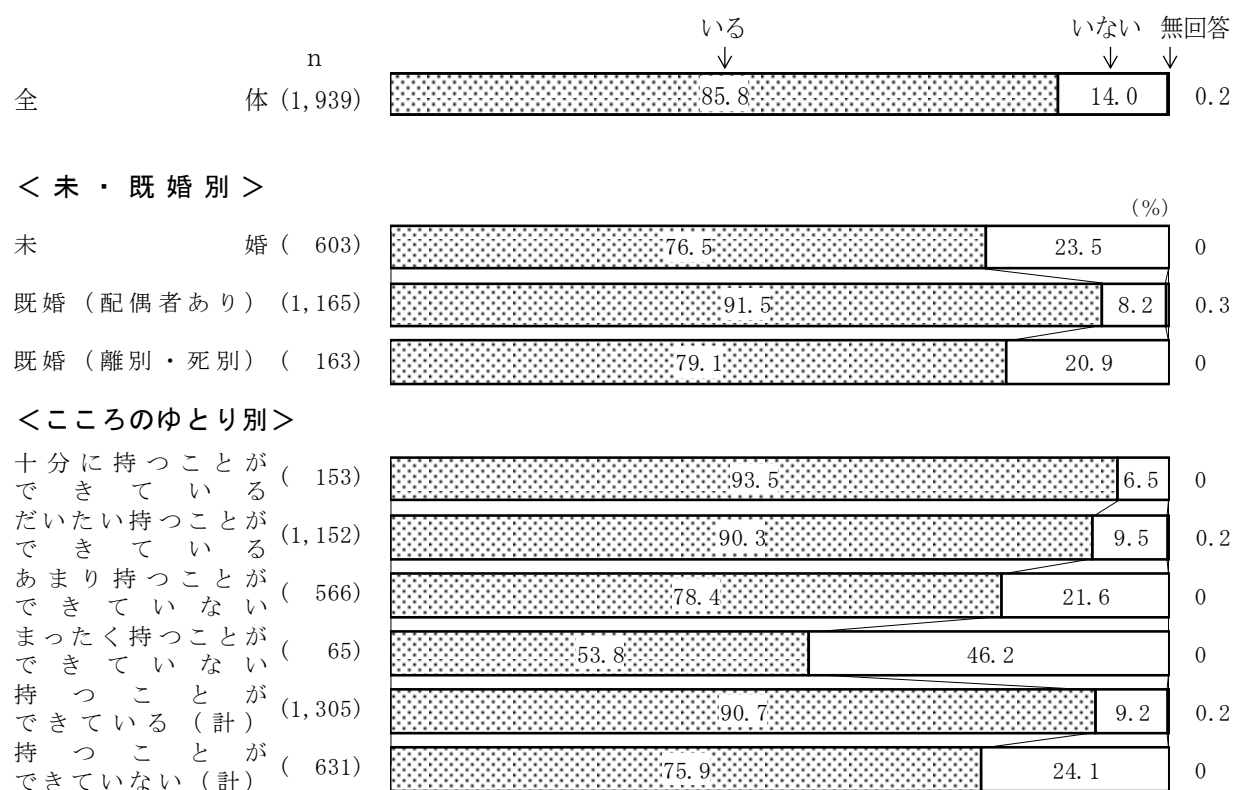 いる いない 無回答
n
全体 (1,939) 85.8 14.0 0.2
＜未・既婚別＞
(%)
未婚 ( 603) 76.5 23.5 0
既婚（配偶者あり） (1,165) 91.5 8.2 0.3
既婚（離別・死別） ( 163) 79.1 20.9 0
＜こころのゆとり別＞
十分に持つことが
できている ( 153) 93.5 6.5 0
だいたい持つことが
できている (1,152) 90.3 9.5 0.2
あまり持つことが
できていない ( 566) 78.4 21.6 0
まったく持つことが
できていない ( 65) 53.8 46.2 0
持つことが
できている（計） (1,305) 90.7 9.2 0.2
持つことが
できていない（計） ( 631) 75.9 24.1 0